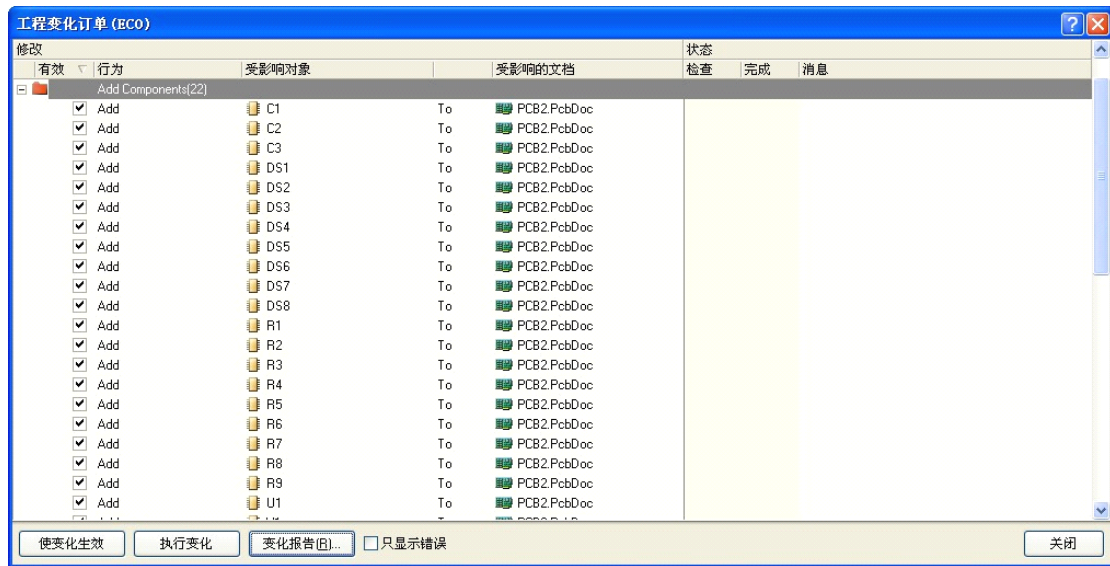 工程变化订单(ECO)
修改 状态
有效 行为 受影响对象 受影响的文档 检查 完成 消息
Add Components(22)
Add C1 To PCB2.PcbDoc
Add C2 To PCB2.PcbDoc
Add C3 To PCB2.PcbDoc
Add DS1 To PCB2.PcbDoc
Add DS2 To PCB2.PcbDoc
Add DS3 To PCB2.PcbDoc
Add DS4 To PCB2.PcbDoc
Add DS5 To PCB2.PcbDoc
Add DS6 To PCB2.PcbDoc
Add DS7 To PCB2.PcbDoc
Add DS8 To PCB2.PcbDoc
Add R1 To PCB2.PcbDoc
Add R2 To PCB2.PcbDoc
Add R3 To PCB2.PcbDoc
Add R4 To PCB2.PcbDoc
Add R5 To PCB2.PcbDoc
Add R6 To PCB2.PcbDoc
Add R7 To PCB2.PcbDoc
Add R8 To PCB2.PcbDoc
Add R9 To PCB2.PcbDoc
Add U1 To PCB2.PcbDoc
使变化生效 执行变化 变化报告(R)... 只显示错误 关闭